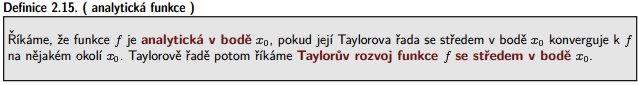 Definice 2.15. ( analytická funkce )
Říkáme, že funkce f je analytická v bodě x₀, pokud její Taylorova řada se středem v bodě x₀ konverguje k f
na nějakém okolí x₀. Taylorově řadě potom říkáme Taylorův rozvoj funkce f se středem v bodě x₀.